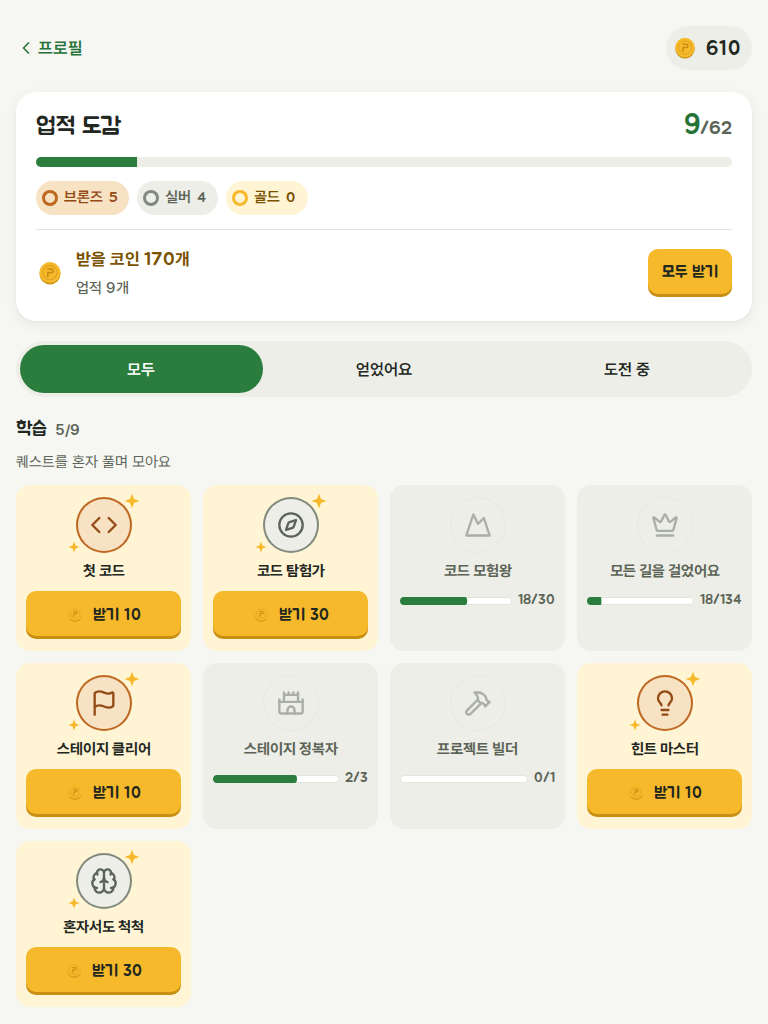 프로필
610
업적 도감
9/62
브론즈 5
실버 4
골드 0
받을 코인 170개
업적 9개
모두 받기
모두
얻었어요
도전 중
학습 5/9
퀘스트를 혼자 풀며 모아요
첫 코드
받기 10
코드 탐험가
받기 30
코드 모험왕
18/30
모든 길을 걸었어요
18/134
스테이지 클리어
받기 10
스테이지 정복자
2/3
프로젝트 빌더
0/1
힌트 마스터
받기 10
혼자서도 척척
받기 30